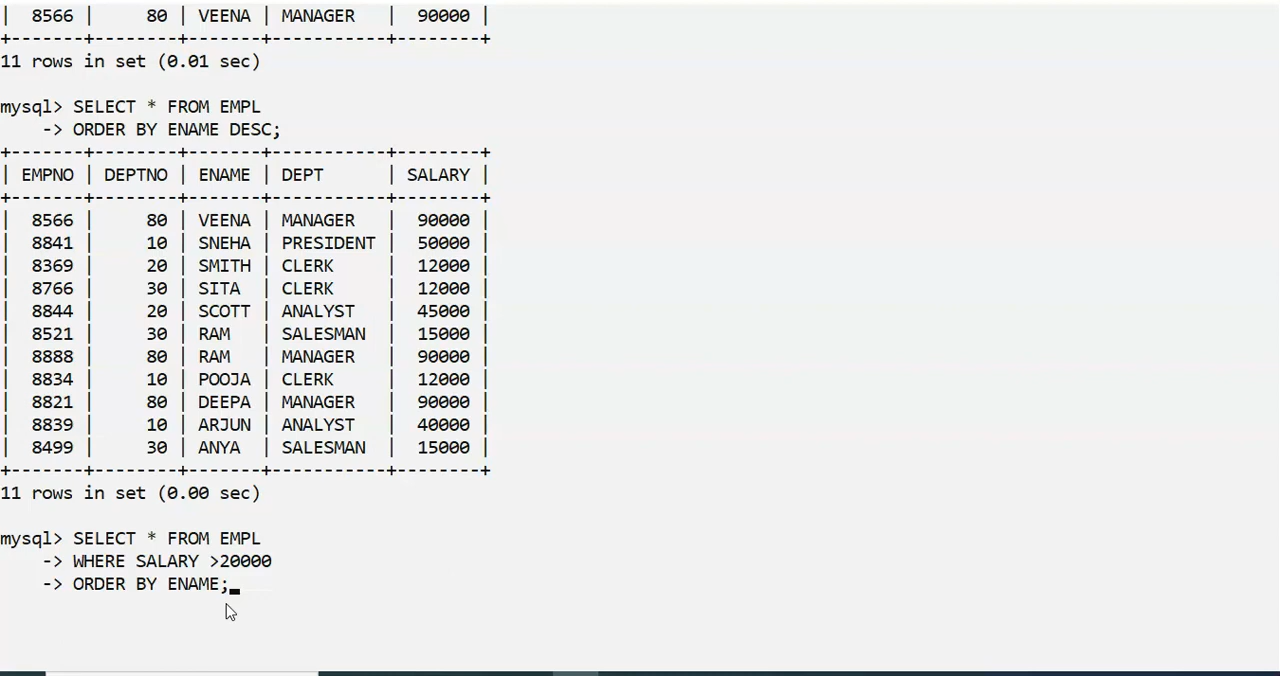 |  8566 |     80 | VEENA | MANAGER   |  90000 |
+-------+--------+-------+-----------+--------+
11 rows in set (0.01 sec)
mysql> SELECT * FROM EMPL
    -> ORDER BY ENAME DESC;
+-------+--------+-------+-----------+--------+
| EMPNO | DEPTNO | ENAME | DEPT      | SALARY |
+-------+--------+-------+-----------+--------+
|  8566 |     80 | VEENA | MANAGER   |  90000 |
|  8841 |     10 | SNEHA | PRESIDENT |  50000 |
|  8369 |     20 | SMITH | CLERK     |  12000 |
|  8766 |     30 | SITA  | CLERK     |  12000 |
|  8844 |     20 | SCOTT | ANALYST   |  45000 |
|  8521 |     30 | RAM   | SALESMAN  |  15000 |
|  8888 |     80 | RAM   | MANAGER   |  90000 |
|  8834 |     10 | POOJA | CLERK     |  12000 |
|  8821 |     80 | DEEPA | MANAGER   |  90000 |
|  8839 |     10 | ARJUN | ANALYST   |  40000 |
|  8499 |     30 | ANYA  | SALESMAN  |  15000 |
+-------+--------+-------+-----------+--------+
11 rows in set (0.00 sec)
mysql> SELECT * FROM EMPL
    -> WHERE SALARY >20000
    -> ORDER BY ENAME;